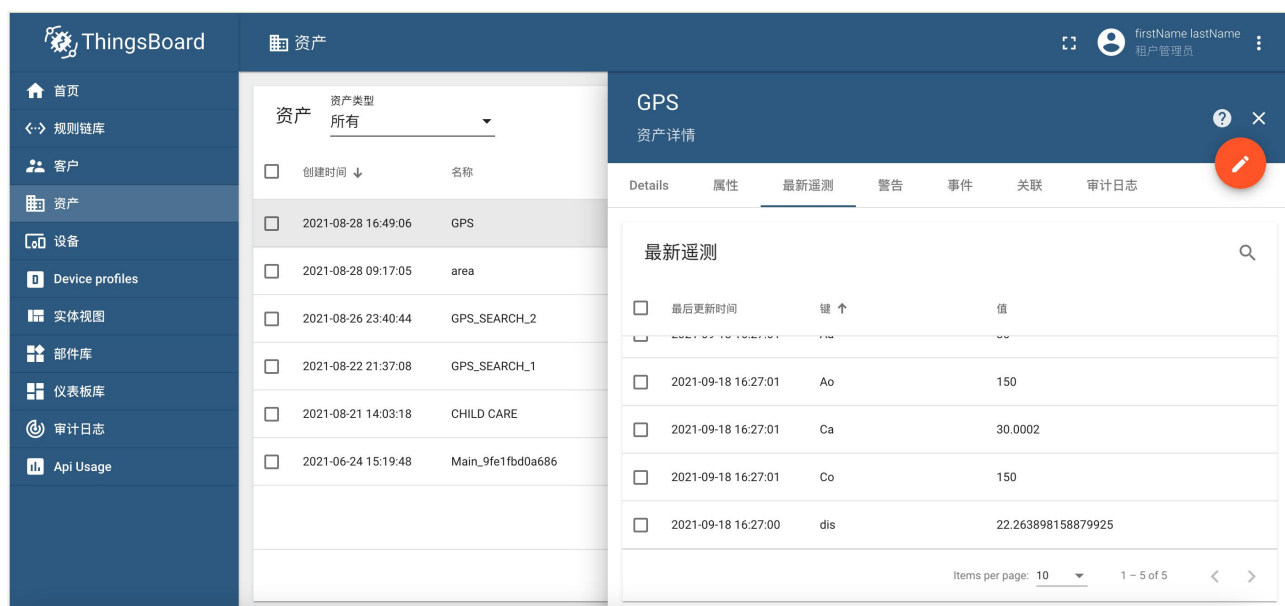 ThingsBoard
资产
firstName lastName
租户管理员
首页
规则链库
客户
资产
设备
Device profiles
实体视图
部件库
仪表板库
审计日志
Api Usage
资产
资产类型
所有
创建时间 名称
2021-08-28 16:49:06 GPS
2021-08-28 09:17:05 area
2021-08-26 23:40:44 GPS_SEARCH_2
2021-08-22 21:37:08 GPS_SEARCH_1
2021-08-21 14:03:18 CHILD CARE
2021-06-24 15:19:48 Main_9fe1fbd0a686
GPS
资产详情
Details 属性 最新遥测 警告 事件 关联 审计日志
最新遥测
最后更新时间 键 值
2021-09-18 16:27:01 Ao 150
2021-09-18 16:27:01 Ca 30.0002
2021-09-18 16:27:01 Co 150
2021-09-18 16:27:00 dis 22.263898158879925
Items per page: 10 1 – 5 of 5